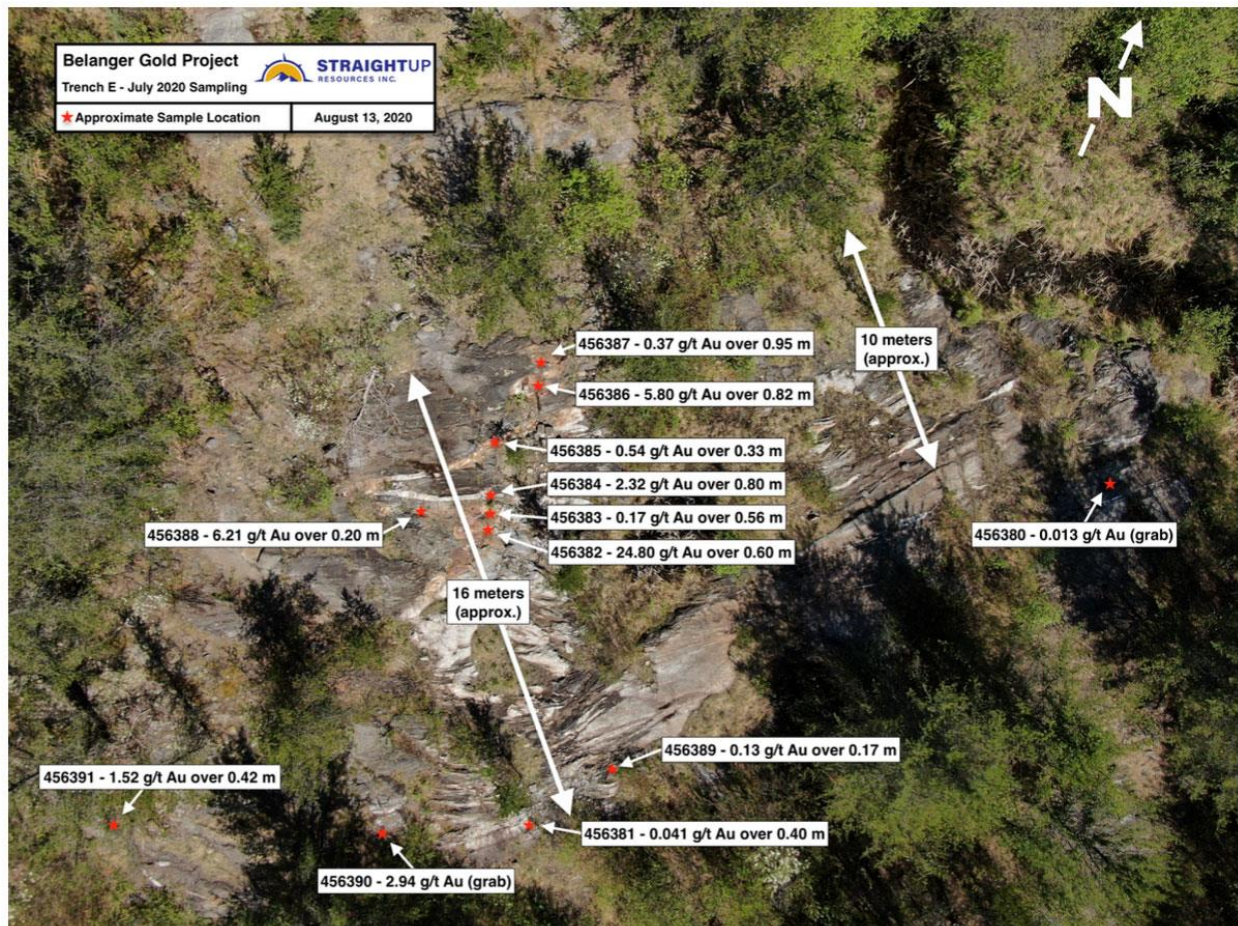 Belanger Gold Project
Trench E - July 2020 Sampling
STRAIGHTUP
RESOURCES INC.
Approximate Sample Location
August 13, 2020
N
10 meters
(approx.)
456387 - 0.37 g/t Au over 0.95 m
456386 - 5.80 g/t Au over 0.82 m
456385 - 0.54 g/t Au over 0.33 m
456384 - 2.32 g/t Au over 0.80 m
456383 - 0.17 g/t Au over 0.56 m
456388 - 6.21 g/t Au over 0.20 m
456382 - 24.80 g/t Au over 0.60 m
456380 - 0.013 g/t Au (grab)
16 meters
(approx.)
456389 - 0.13 g/t Au over 0.17 m
456391 - 1.52 g/t Au over 0.42 m
456381 - 0.041 g/t Au over 0.40 m
456390 - 2.94 g/t Au (grab)